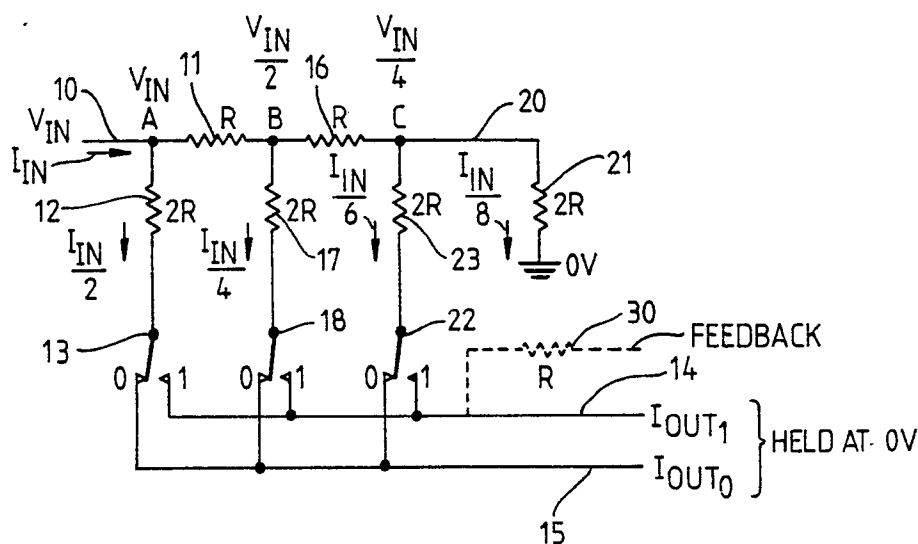 V_IN/2
V_IN/4
11
16
10
V_IN
20
V_IN
A
R
B
R
C
I_IN
21
12
2R
2R
I_IN/6
2R
I_IN/8
2R
I_IN/2
I_IN/4
17
23
0V
13
18
22
30
FEEDBACK
0 1
0 1
0 1
R
14
I_OUT1
I_OUT0
HELD AT 0V
15